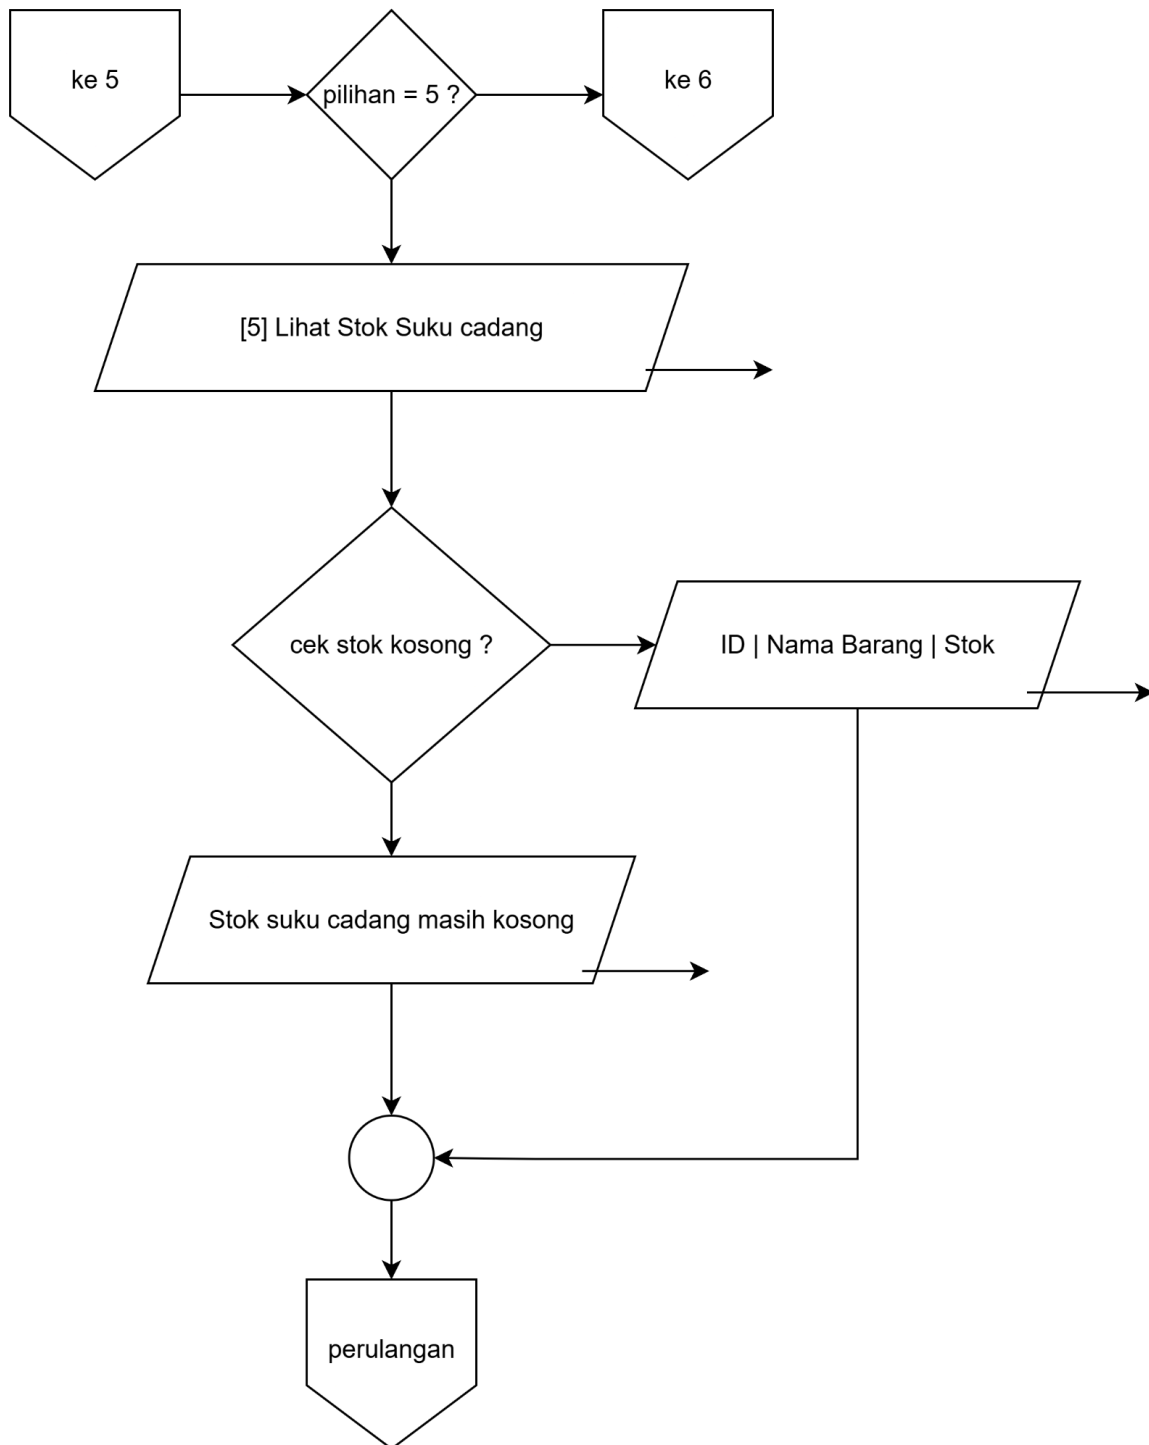 ke 5
pilihan = 5 ?
ke 6
[5] Lihat Stok Suku cadang
cek stok kosong ?
ID | Nama Barang | Stok
Stok suku cadang masih kosong
perulangan